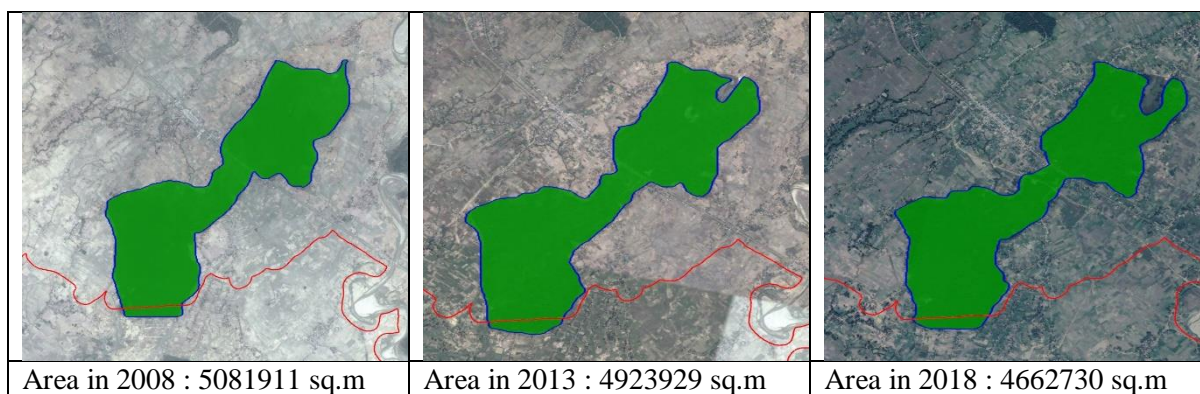 Area in 2008 : 5081911 sq.m
Area in 2013 : 4923929 sq.m
Area in 2018 : 4662730 sq.m